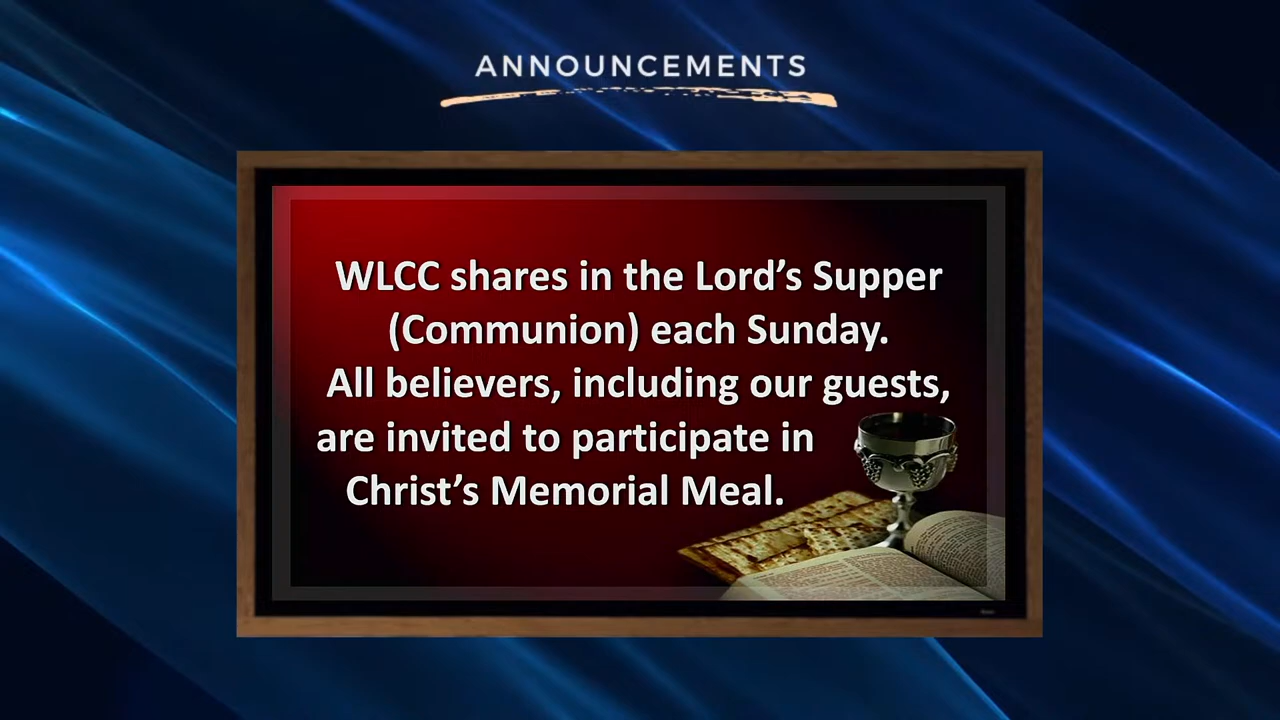 ANNOUNCEMENTS
WLCC shares in the Lord’s Supper
(Communion) each Sunday.
All believers, including our guests,
are invited to participate in
Christ’s Memorial Meal.